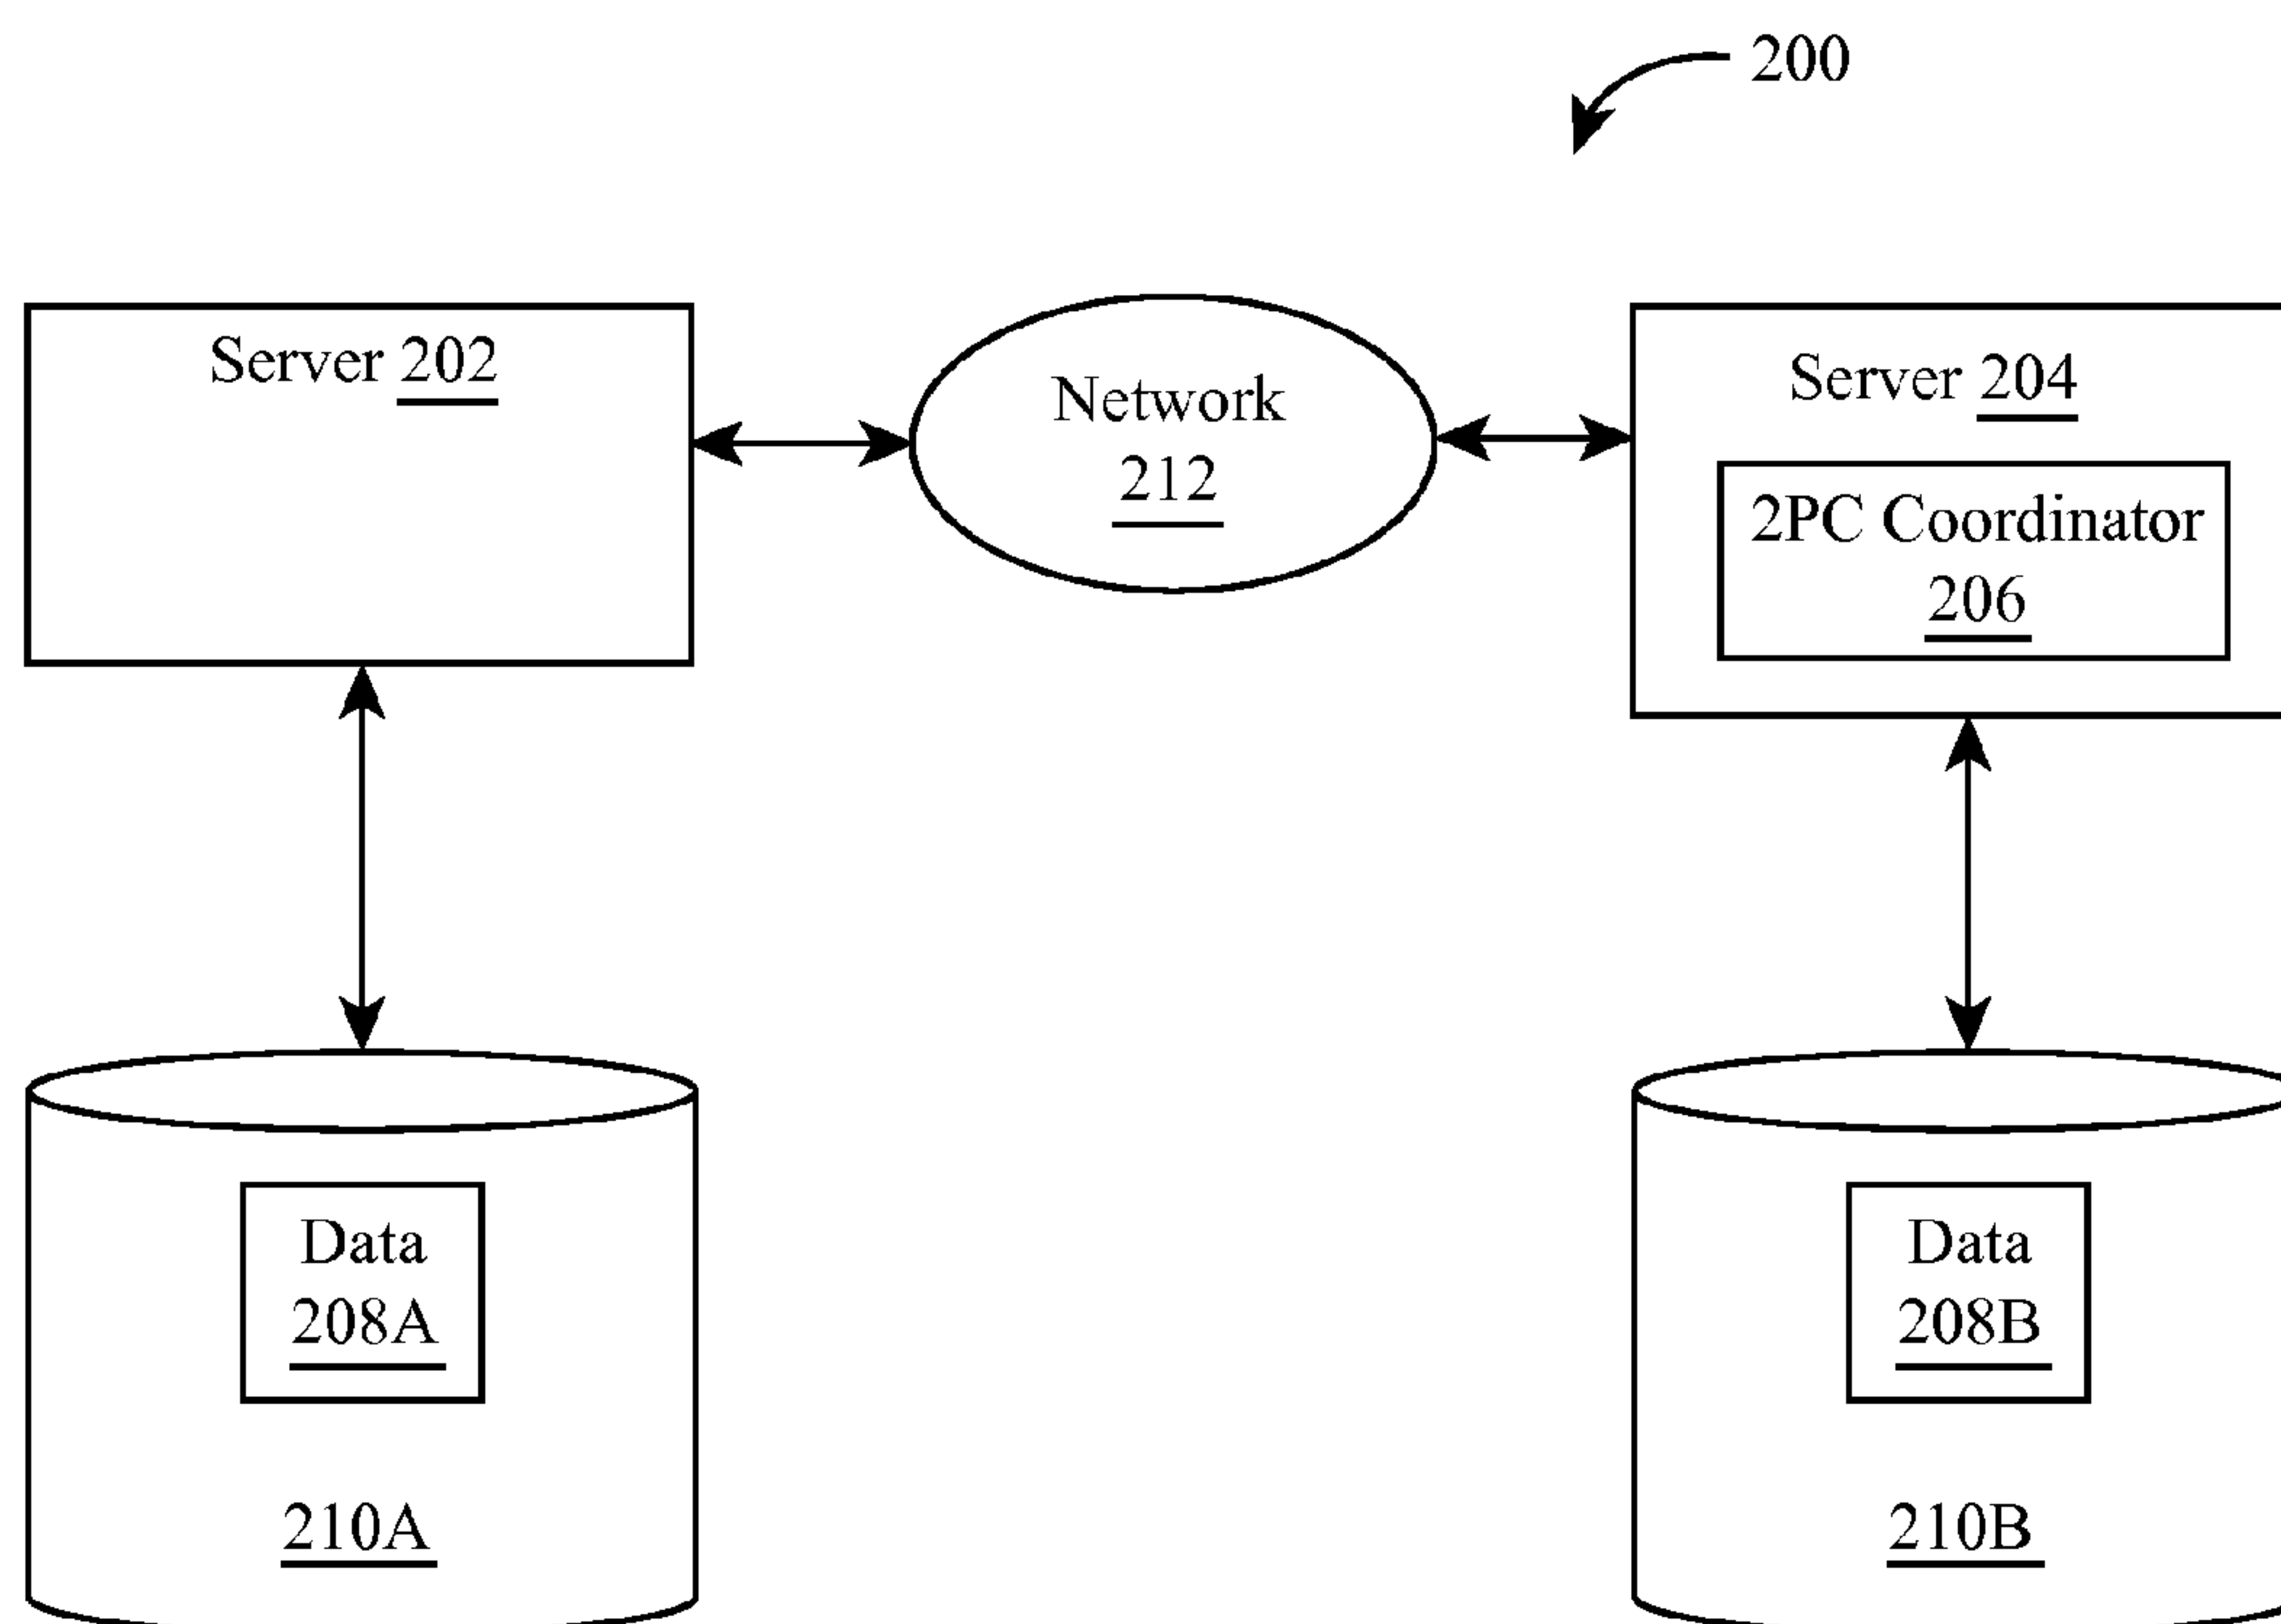 200
Server 202
Network
212
Server 204
2PC Coordinator
206
Data
208A
210A
Data
208B
210B